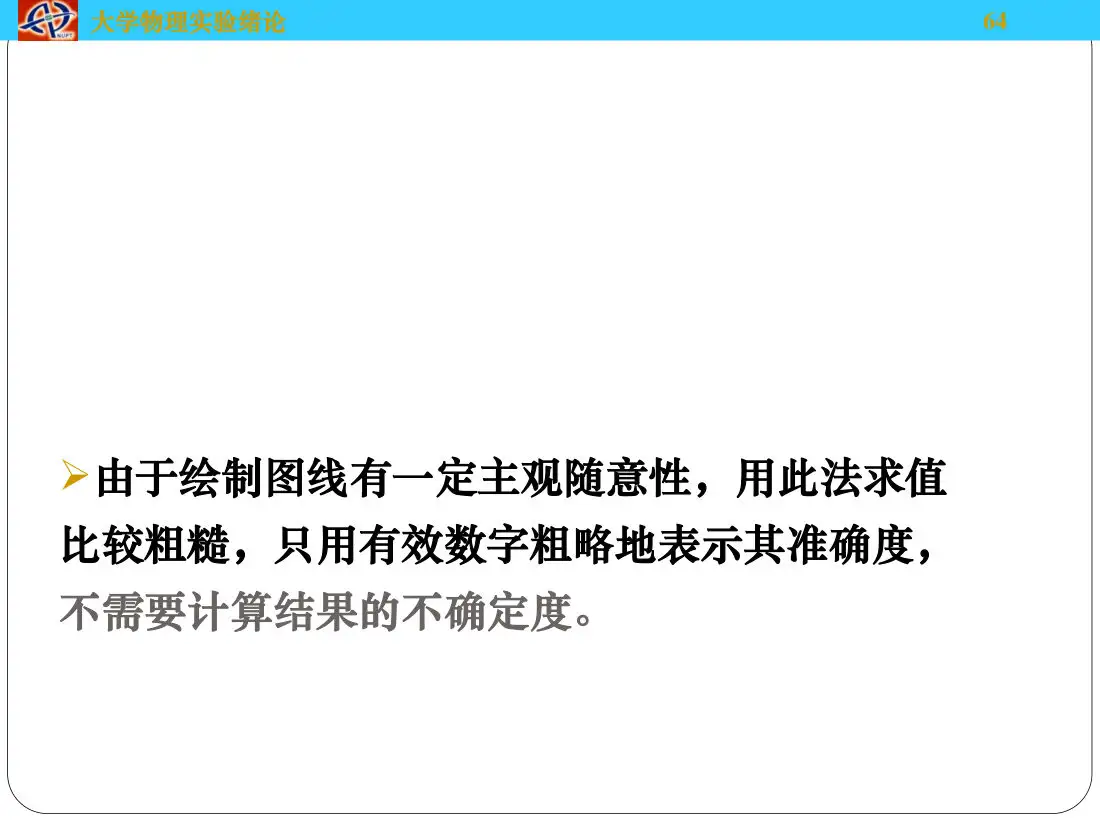 大学物理实验绪论
64
由于绘制图线有一定主观随意性，用此法求值
比较粗糙，只用有效数字粗略地表示其准确度，
不需要计算结果的不确定度。
NUPT